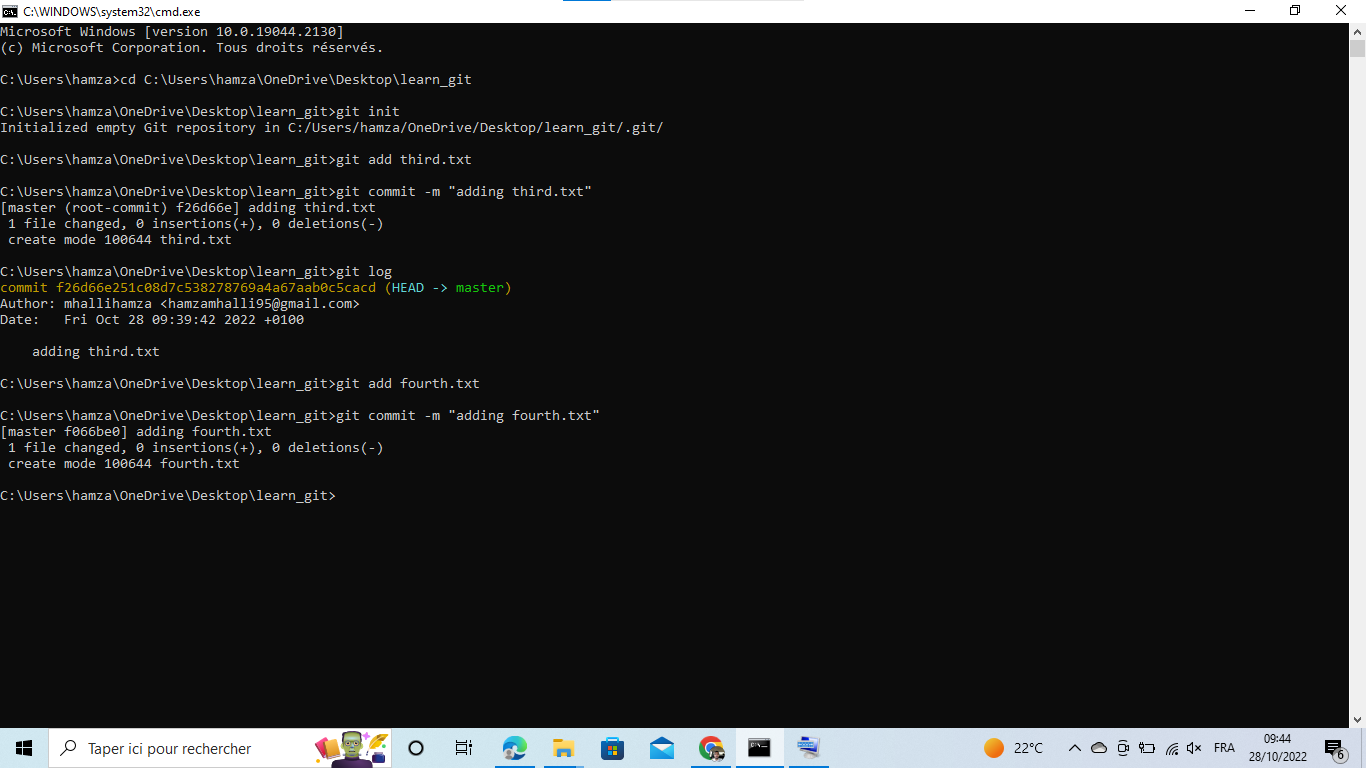 C:\WINDOWS\system32\cmd.exe
Microsoft Windows [version 10.0.19044.2130]
(c) Microsoft Corporation. Tous droits réservés.
C:\Users\hamza>cd C:\Users\hamza\OneDrive\Desktop\learn_git
C:\Users\hamza\OneDrive\Desktop\learn_git>git init
Initialized empty Git repository in C:/Users/hamza/OneDrive/Desktop/learn_git/.git/
C:\Users\hamza\OneDrive\Desktop\learn_git>git add third.txt
C:\Users\hamza\OneDrive\Desktop\learn_git>git commit -m "adding third.txt"
[master (root-commit) f26d66e] adding third.txt
 1 file changed, 0 insertions(+), 0 deletions(-)
 create mode 100644 third.txt
C:\Users\hamza\OneDrive\Desktop\learn_git>git log
commit f26d66e251c08d7c538278769a4a67aab0c5cacd (HEAD -> master)
Author: mhallihamza <hamzamhalli95@gmail.com>
Date:   Fri Oct 28 09:39:42 2022 +0100
    adding third.txt
C:\Users\hamza\OneDrive\Desktop\learn_git>git add fourth.txt
C:\Users\hamza\OneDrive\Desktop\learn_git>git commit -m "adding fourth.txt"
[master f066be0] adding fourth.txt
 1 file changed, 0 insertions(+), 0 deletions(-)
 create mode 100644 fourth.txt
C:\Users\hamza\OneDrive\Desktop\learn_git>
Taper ici pour rechercher
22°C
FRA
09:44
28/10/2022
6